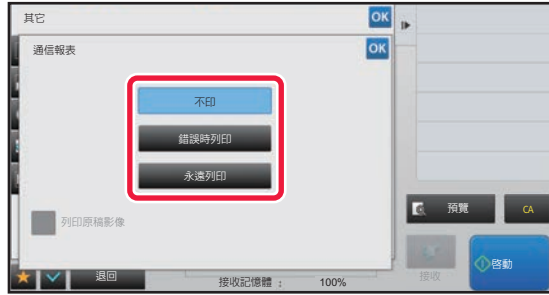 其它
OK
通信報表
OK
不印
錯誤時列印
永遠列印
列印原稿影像
預覽
CA
退回
接收記憶體 : 100%
接收
啓動